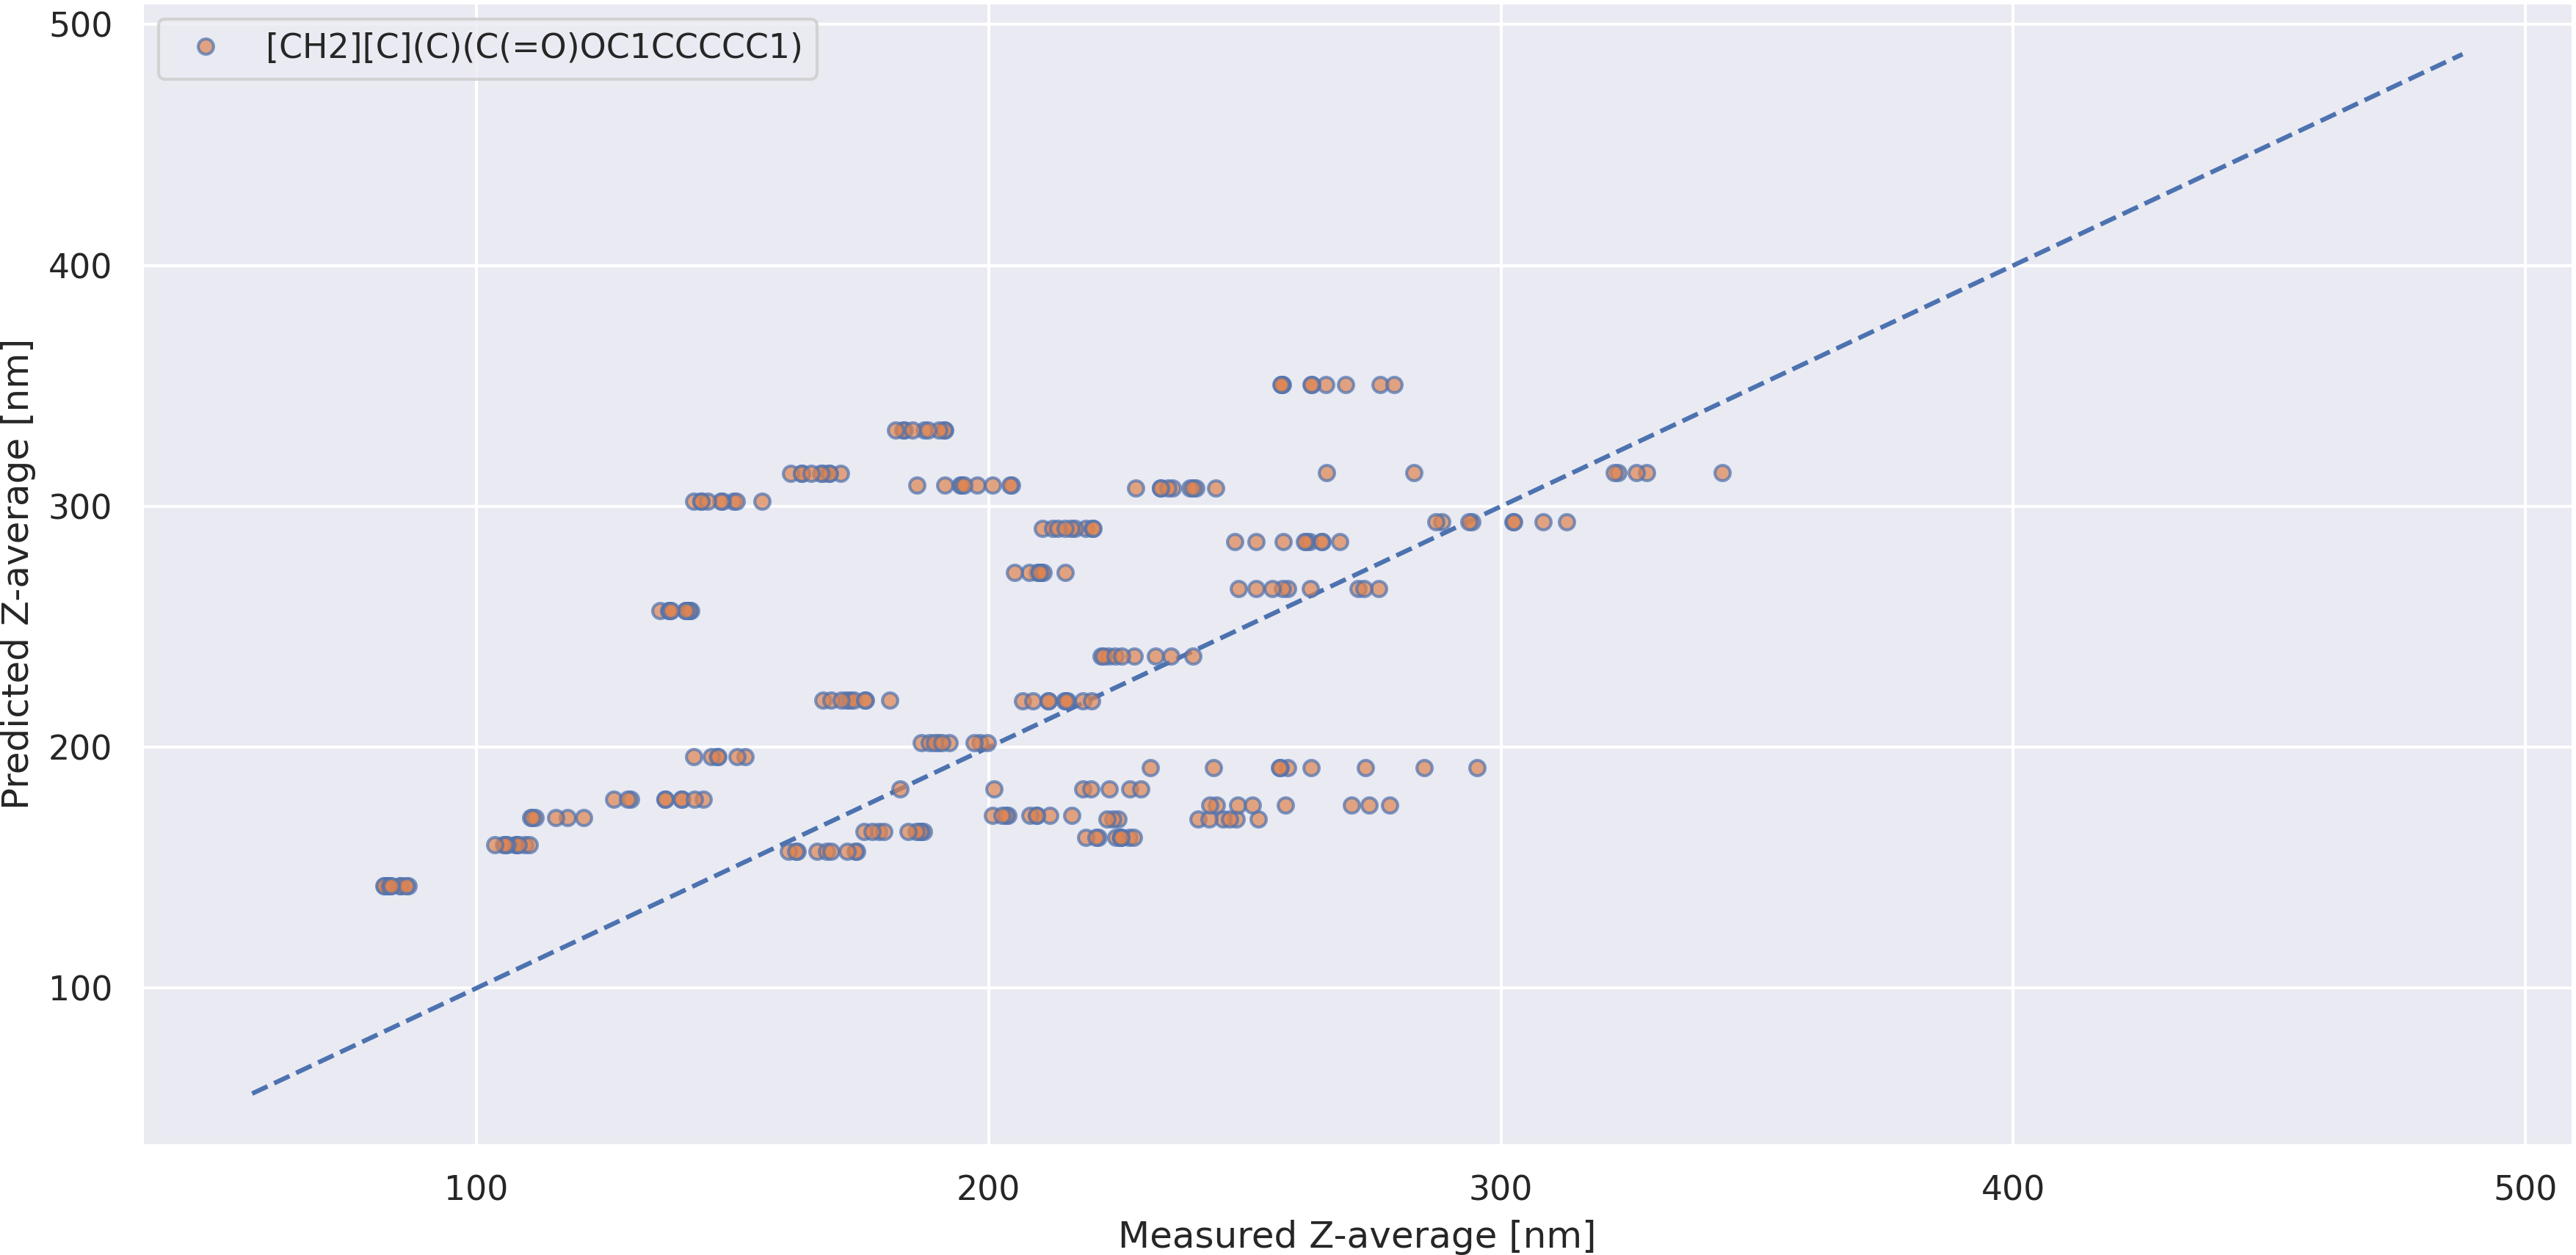 [CH2][C](C)(C(=O)OC1CCCCC1)
500
400
300
200
100
Predicted Z-average [nm]
100 200 300 400 500
Measured Z-average [nm]